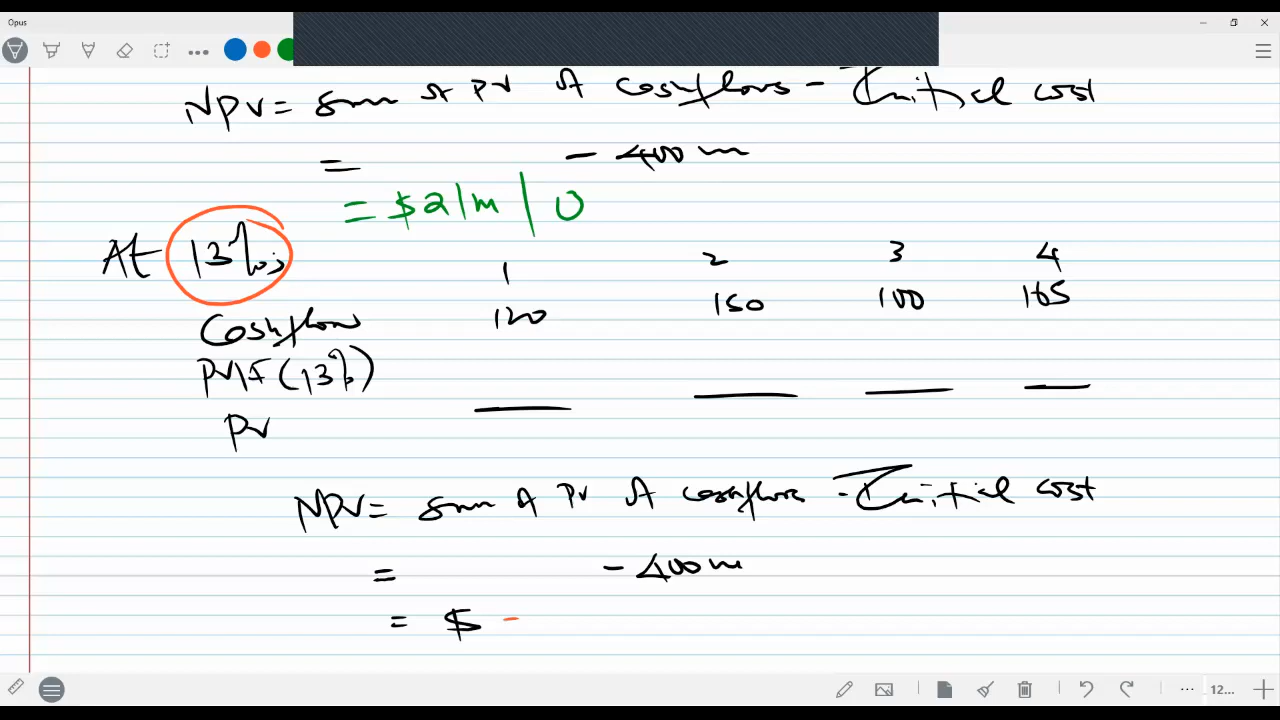 Opus
NPV = sum of PV of cashflows - Initial cost
= - 400m
= $21m | 0
At 13%;
1 2 3 4
Cashflow 120 150 100 165
PVIF (13%)
PV
NPV = sum of PV of cashflows - Initial cost
= - 400m
= $ -
12...